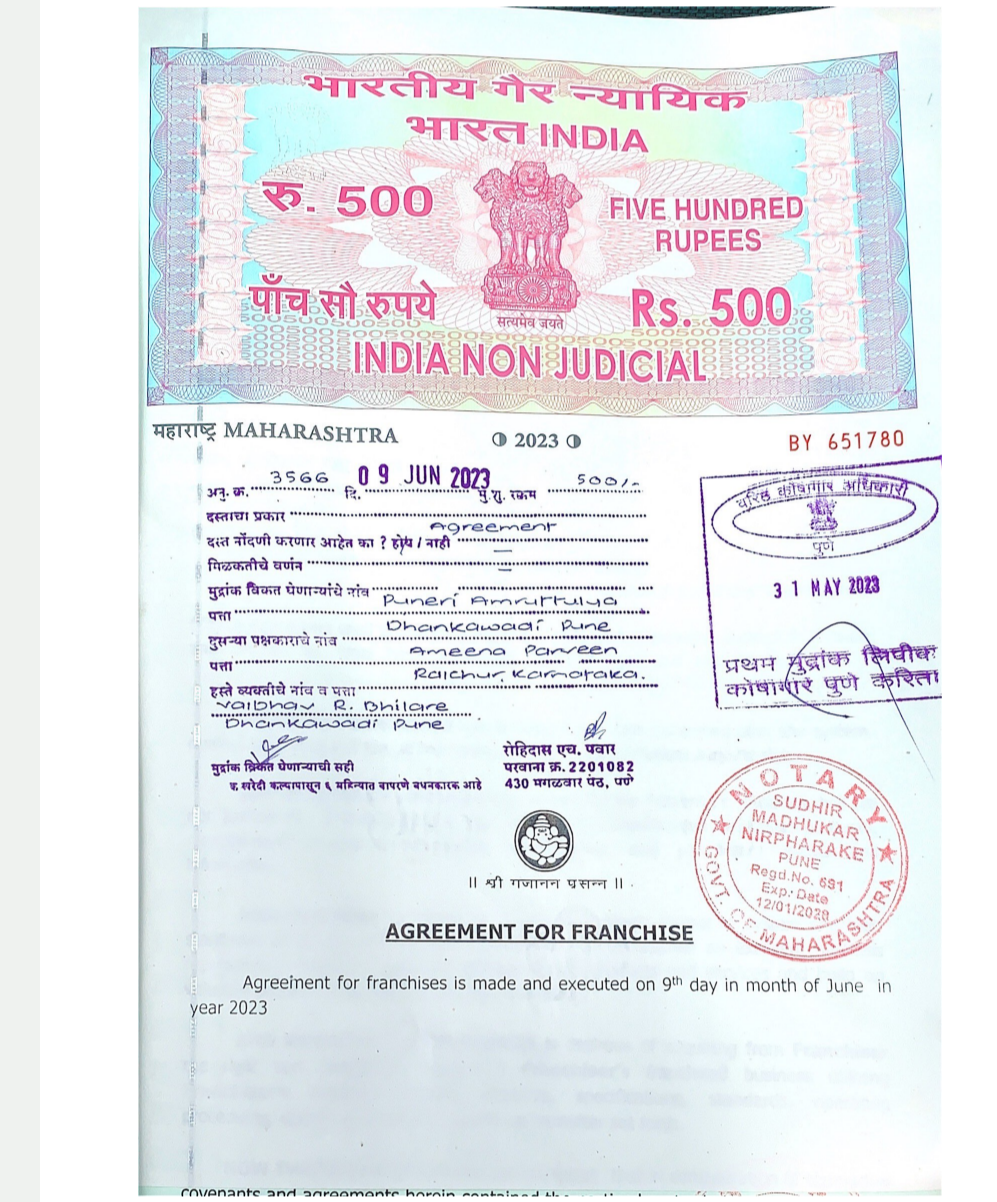 भारतीय गैर न्यायिक
भारत INDIA
रु. 500
FIVE HUNDRED
RUPEES
पाँच सौ रुपये
Rs. 500
सत्यमेव जयते
INDIA NON JUDICIAL
महाराष्ट्र MAHARASHTRA
2023
BY 651780
अनु. क्र. 3566 दि. 09 JUN 2023 मु. शु. रक्कम 500/-
दस्ताचा प्रकार Agreement
दस्त नोंदणी करणार आहेत का ? होय / नाही
मिळकतीचे वर्णन
मुद्रांक विकत घेणाऱ्यांचे नांव Puneri Amruttulya
पत्ता Dhankawadi Pune
दुसऱ्या पक्षकाराचे नांव Ameena Parveen
पत्ता Raichur, Karnataka.
हस्ते व्यक्तीचे नांव व पत्ता
Vaibhav R. Bhilare
Dhankawadi Pune
मुद्रांक विकत घेणाऱ्याची सही
खरेदी केल्यापासून ६ महिन्यात वापरणे बंधनकारक आहे
रोहिदास एच. पवार
परवाना क्र. 2201082
430 मंगळवार पेठ, पुणे
वरिष्ठ कोषागार अधिकारी
पुणे
31 MAY 2023
प्रथम मुद्रांक लिपीक
कोषागार पुणे करिता
NOTARY
SUDHIR
MADHUKAR
NIRPHARAKE
PUNE
Regd.No. 691
Exp. Date
12/01/2028
GOVT. OF MAHARASHTRA
|| श्री गजानन प्रसन्न ||
AGREEMENT FOR FRANCHISE
Agreement for franchises is made and executed on 9th day in month of June in
year 2023
covenants and agreements herein contained the